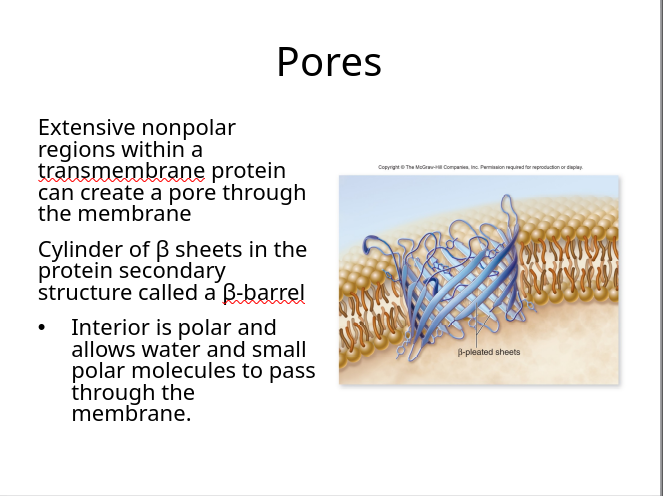 Pores
Extensive nonpolar
regions within a
transmembrane protein
can create a pore through
the membrane
Cylinder of β sheets in the
protein secondary
structure called a β-barrel
• Interior is polar and
allows water and small
polar molecules to pass
through the
membrane.
Copyright © The McGraw-Hill Companies, Inc. Permission required for reproduction or display.
β-pleated sheets